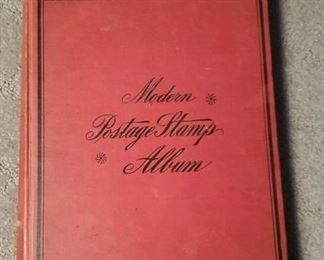 Modern
Postage Stamp
Album